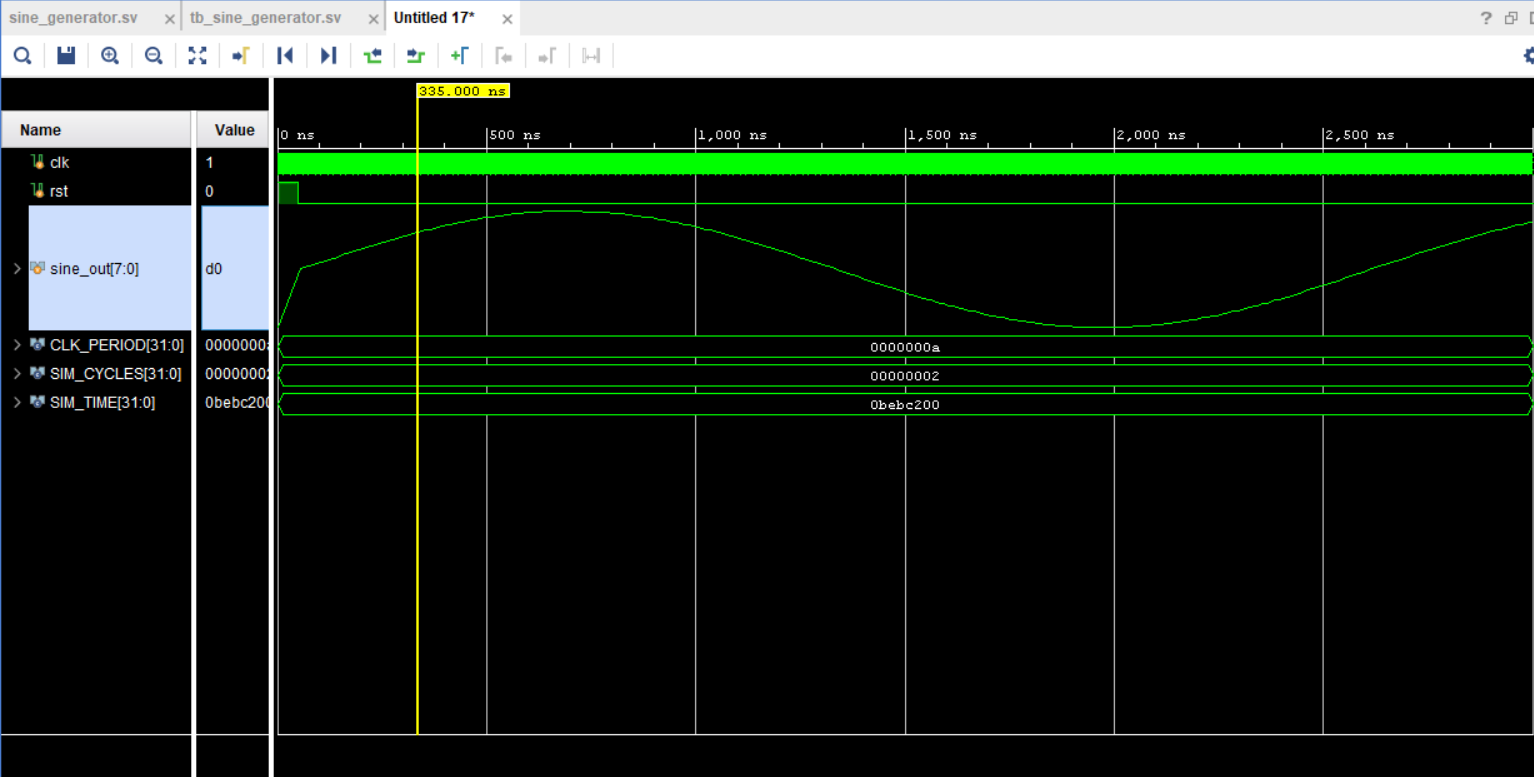 sine_generator.sv × tb_sine_generator.sv × Untitled 17* ×
?
335.000 ns
Name Value
0 ns 500 ns 1,000 ns 1,500 ns 2,000 ns 2,500 ns
clk 1
rst 0
sine_out[7:0] d0
CLK_PERIOD[31:0] 0000000a 0000000a
SIM_CYCLES[31:0] 00000002 00000002
SIM_TIME[31:0] 0bebc200 0bebc200